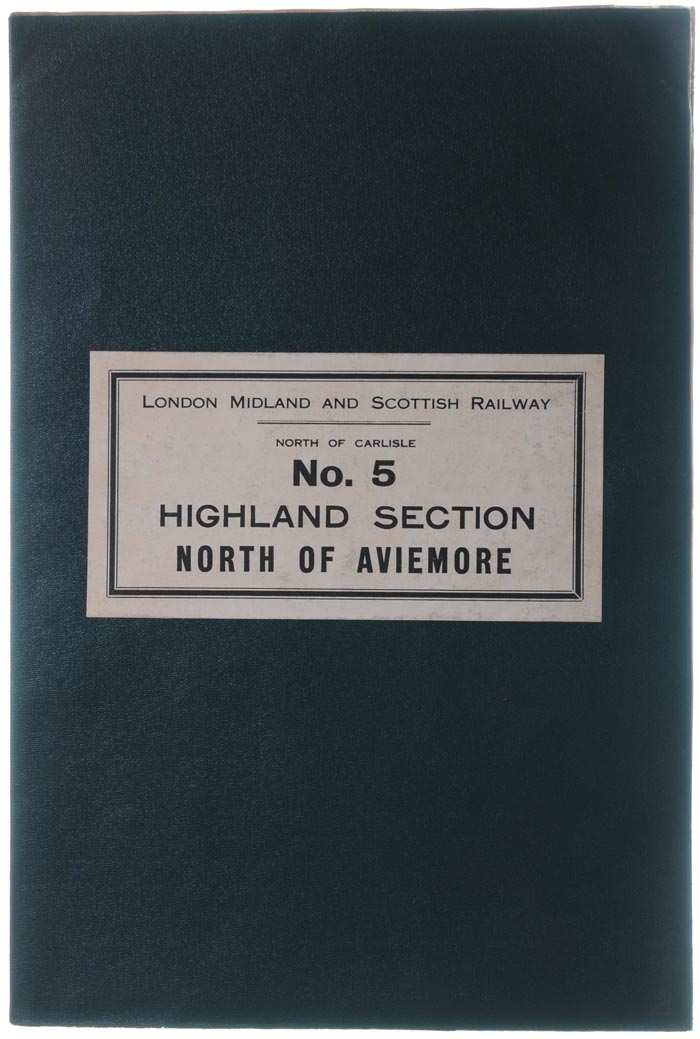 London Midland and Scottish Railway
NORTH OF CARLISLE
No. 5
HIGHLAND SECTION
NORTH OF AVIEMORE